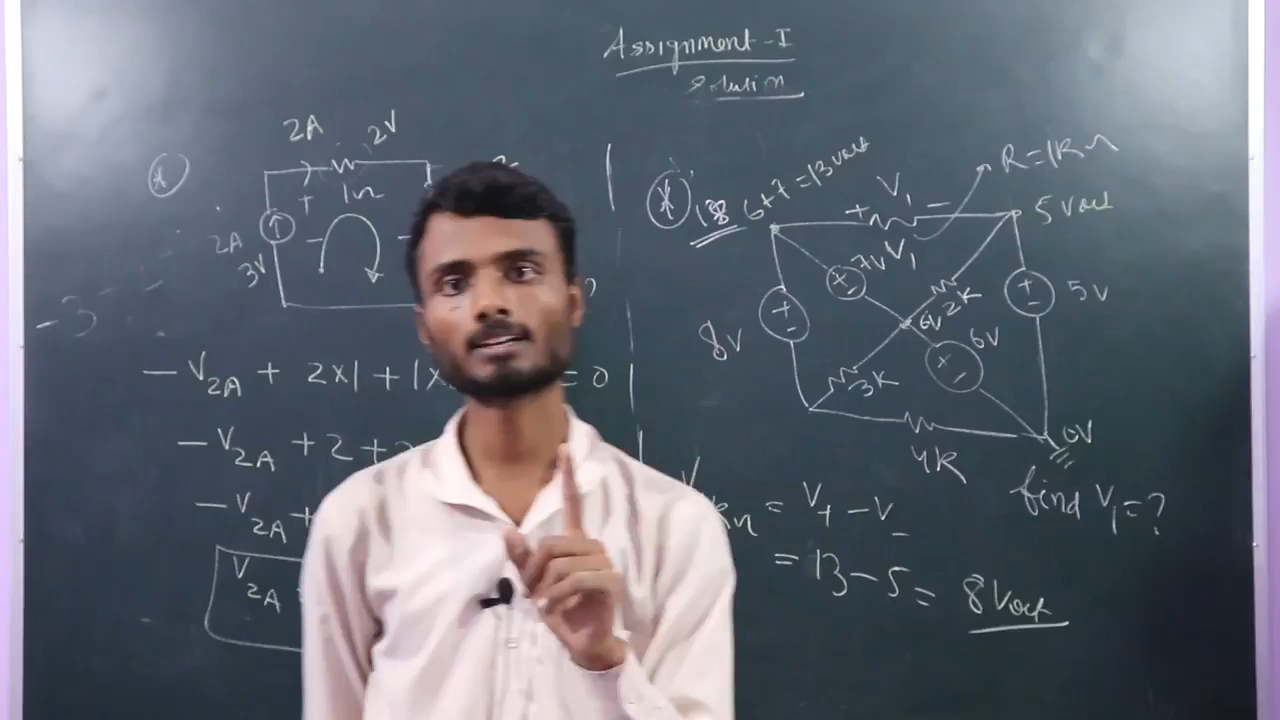 Assignment-I
Solution
2A 2V
1Ω
+
2A
3V
-3
-V2A + 2x1 + 1x = 0
-V2A + 2 +
-V2A +
V2A
6+7 = 13 Volt
R=1KΩ
V1
+ -
5 Volt
7V V1
+ -
2K
6V
8V
+ -
+ -
5V
6V
+ -
3K
4K
0V
find V1 = ?
= V+ - V-
= 13 - 5 = 8 Volt